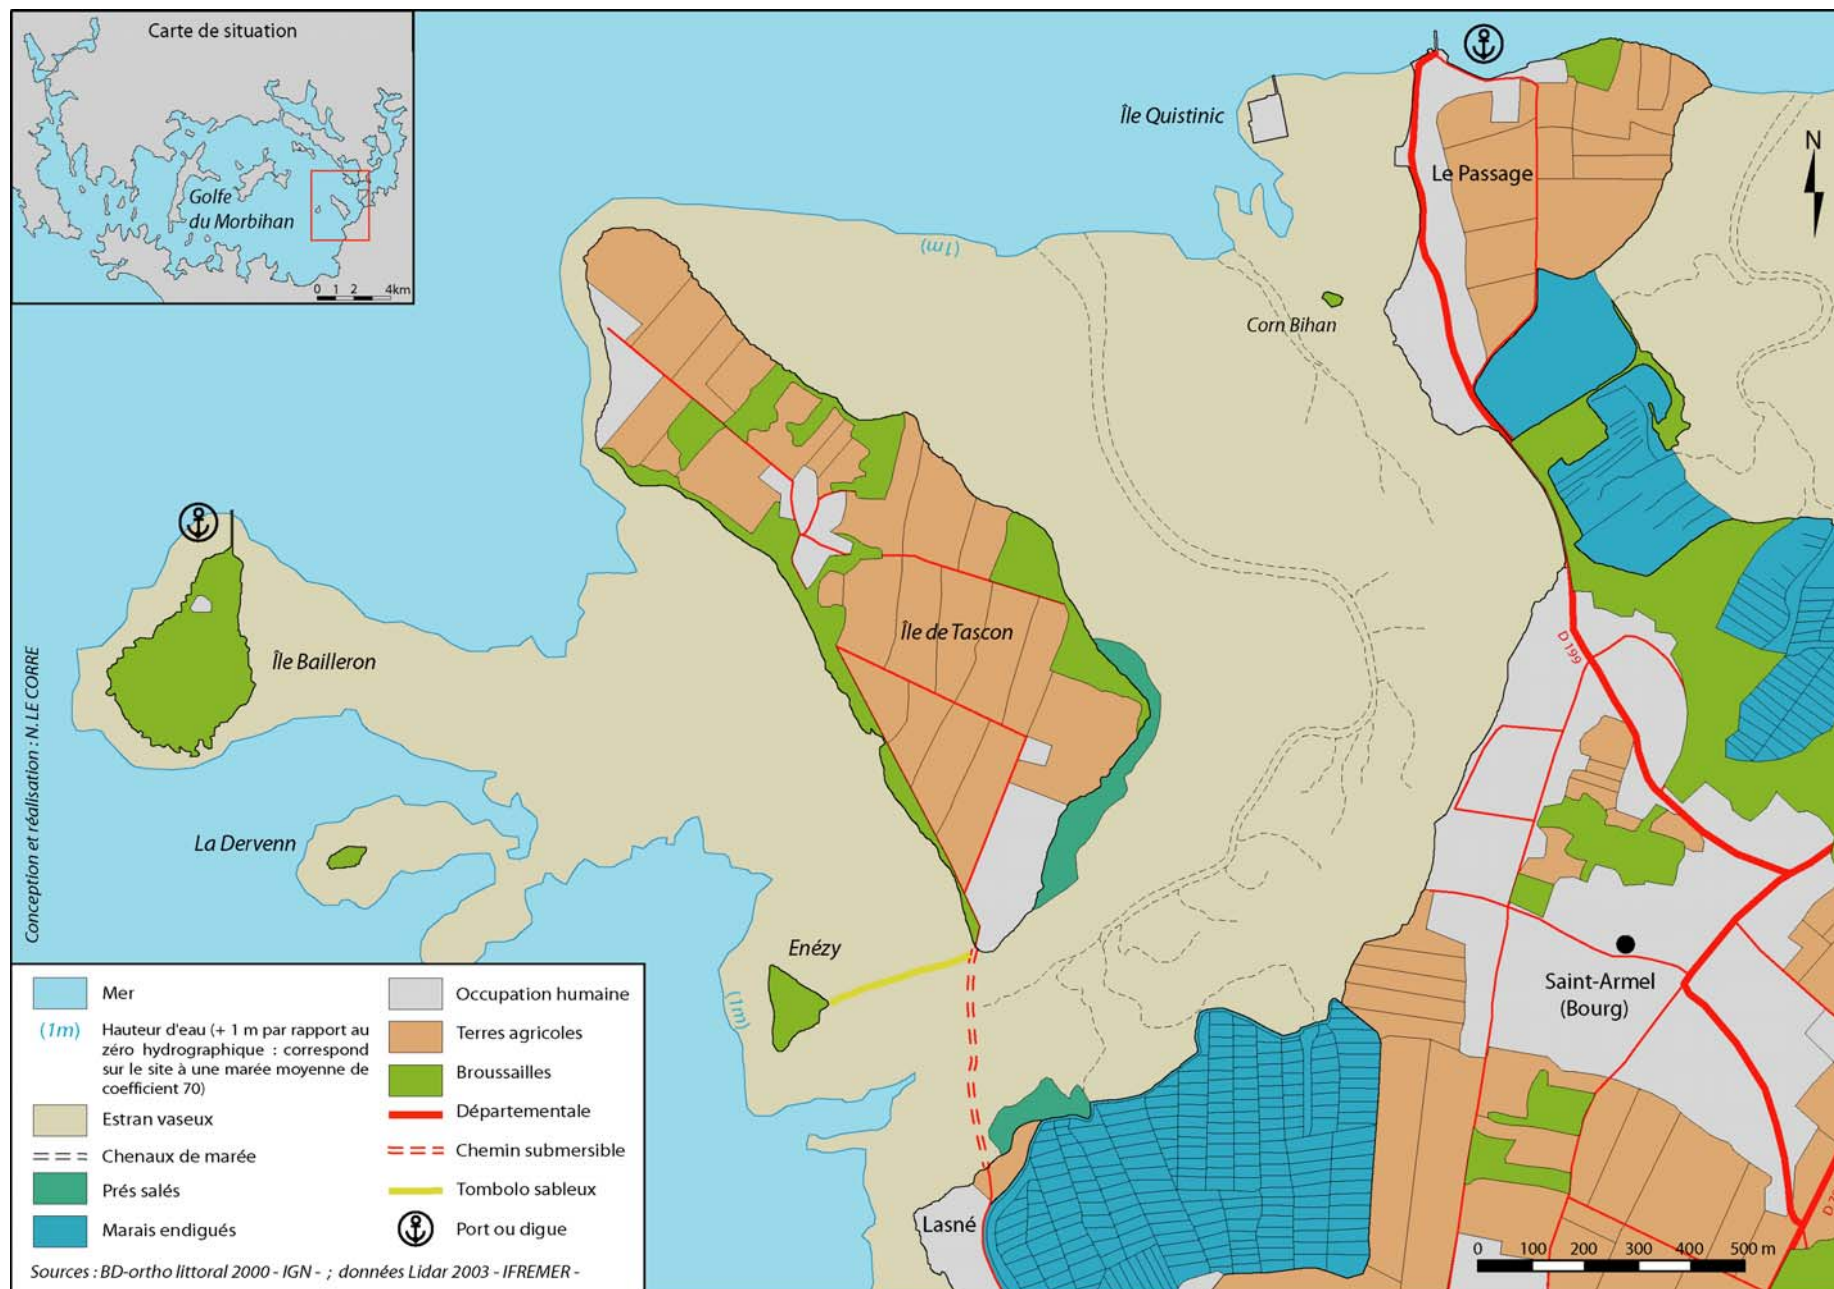 Carte de situation
Golfe
du Morbihan
0 1 2 4km
Île Quistinic
Le Passage
N
(1m)
Corn Bihan
Île de Tascon
D 199
Île Bailleron
La Dervenn
Conception et réalisation : N. LE CORRE
Enézy
(1m)
Saint-Armel
(Bourg)
Lasné
0 100 200 300 400 500 m
Mer
(1m) Hauteur d'eau (+ 1 m par rapport au
zéro hydrographique : correspond
sur le site à une marée moyenne de
coefficient 70)
Estran vaseux
Chenaux de marée
Prés salés
Marais endigués
Occupation humaine
Terres agricoles
Broussailles
Départementale
Chemin submersible
Tombolo sableux
Port ou digue
Sources : BD-ortho littoral 2000 - IGN - ; données Lidar 2003 - IFREMER -